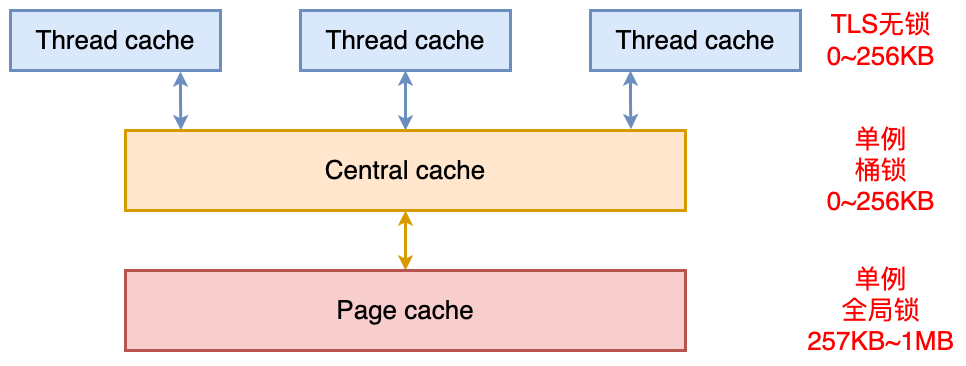 Thread cache
Thread cache
Thread cache
TLS无锁
0~256KB
Central cache
单例
桶锁
0~256KB
Page cache
单例
全局锁
257KB~1MB